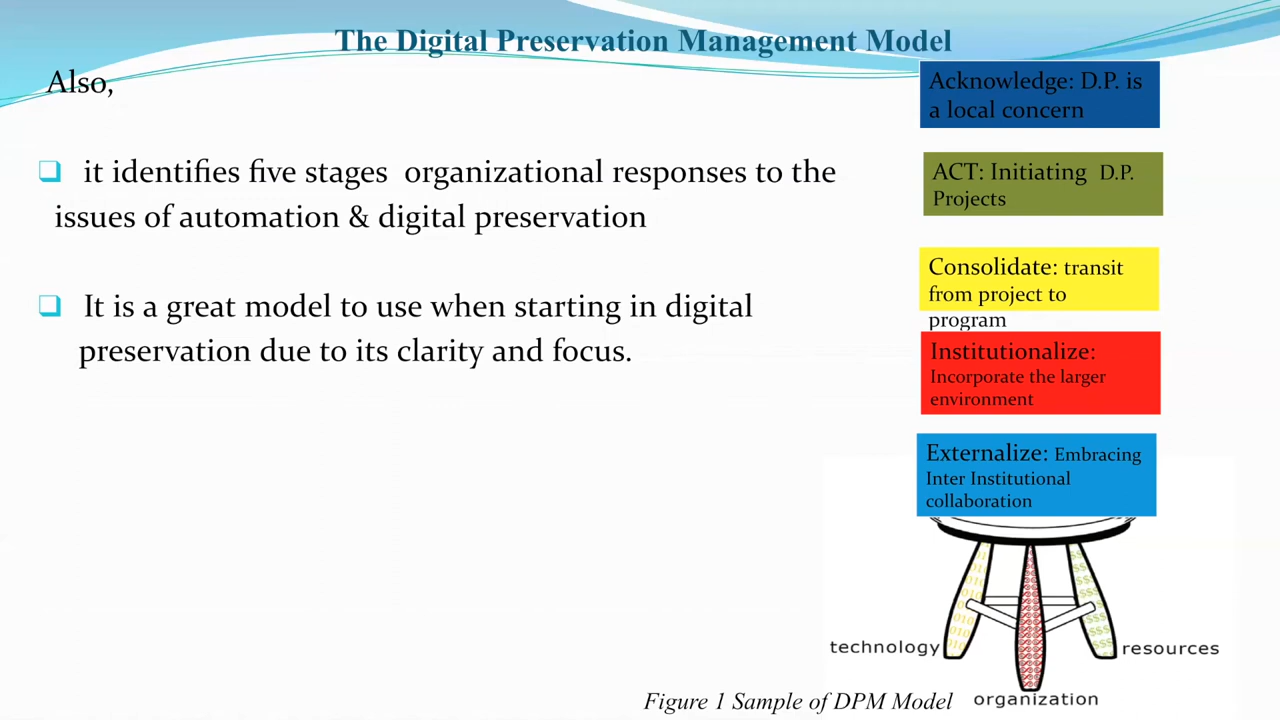 The Digital Preservation Management Model
Also,
❑ it identifies five stages organizational responses to the
issues of automation & digital preservation
❑ It is a great model to use when starting in digital
preservation due to its clarity and focus.
Acknowledge: D.P. is
a local concern
ACT: Initiating D.P.
Projects
Consolidate: transit
from project to
program
Institutionalize:
Incorporate the larger
environment
Externalize: Embracing
Inter Institutional
collaboration
technology
resources
organization
Figure 1 Sample of DPM Model